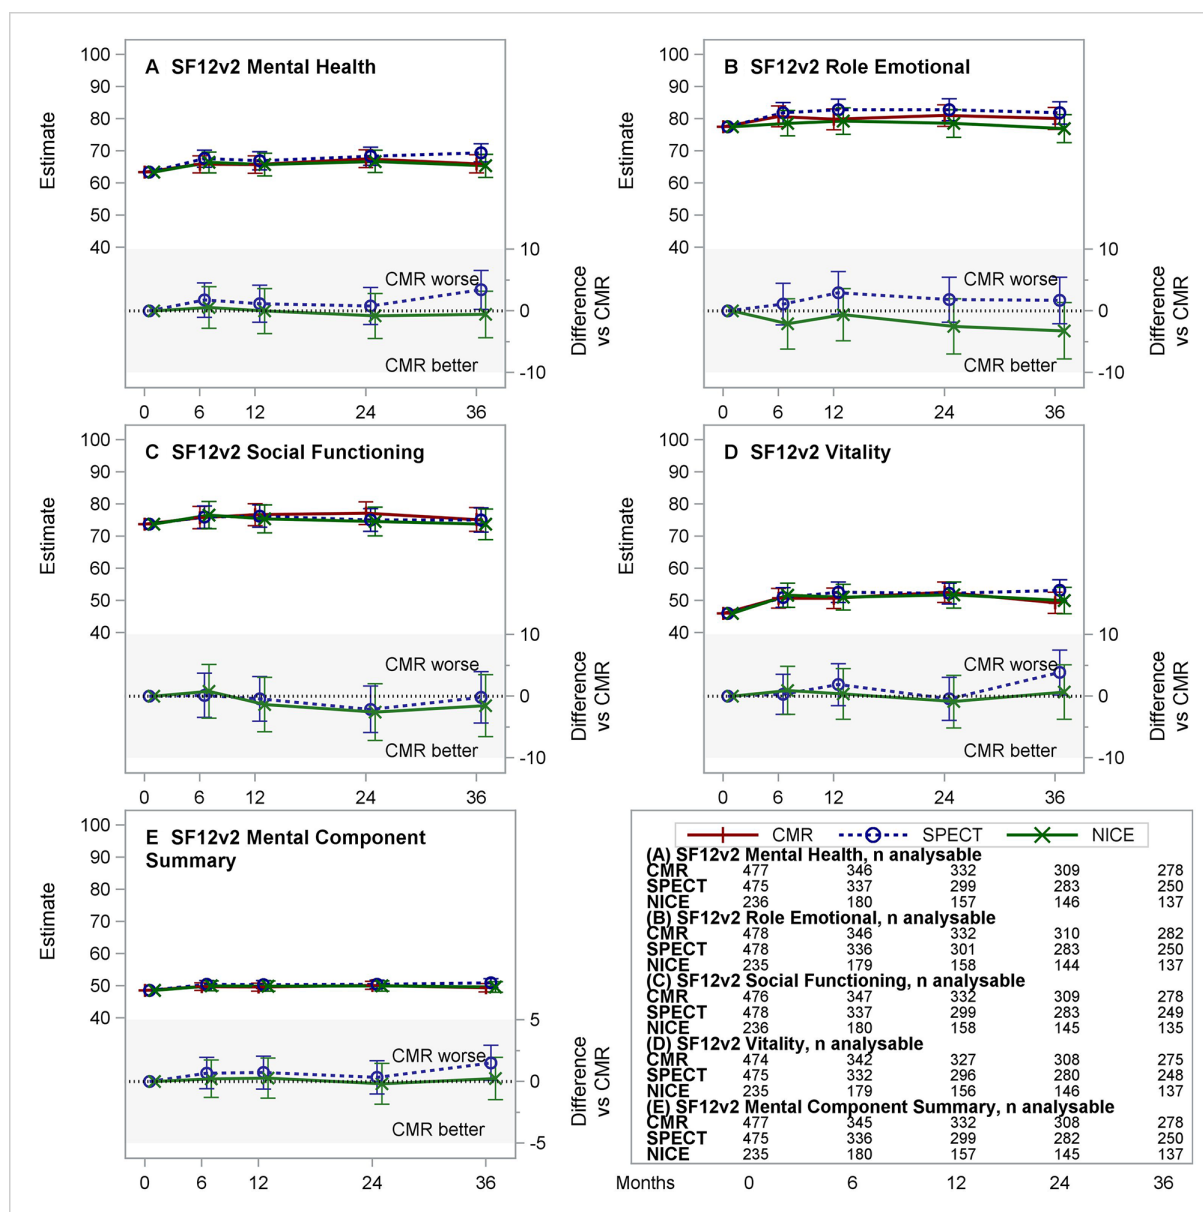 A SF12v2 Mental Health
100
90
80
70
60
50
40
Estimate
10
0
-10
Difference
vs CMR
CMR worse
CMR better
0 6 12 24 36
B SF12v2 Role Emotional
100
90
80
70
60
50
40
Estimate
10
0
-10
Difference
vs CMR
CMR worse
CMR better
0 6 12 24 36
C SF12v2 Social Functioning
100
90
80
70
60
50
40
Estimate
10
0
-10
Difference
vs CMR
CMR worse
CMR better
0 6 12 24 36
D SF12v2 Vitality
100
90
80
70
60
50
40
Estimate
10
0
-10
Difference
vs CMR
CMR worse
CMR better
0 6 12 24 36
E SF12v2 Mental Component
Summary
100
90
80
70
60
50
40
Estimate
5
0
-5
Difference
vs CMR
CMR worse
CMR better
0 6 12 24 36
CMR SPECT NICE
(A) SF12v2 Mental Health, n analysable
CMR 477 346 332 309 278
SPECT 475 337 299 283 250
NICE 236 180 157 146 137
(B) SF12v2 Role Emotional, n analysable
CMR 478 346 332 310 282
SPECT 478 336 301 283 250
NICE 235 179 158 144 137
(C) SF12v2 Social Functioning, n analysable
CMR 476 347 332 309 278
SPECT 478 337 299 283 249
NICE 236 180 158 145 135
(D) SF12v2 Vitality, n analysable
CMR 474 342 327 308 275
SPECT 475 332 296 280 248
NICE 235 179 156 146 137
(E) SF12v2 Mental Component Summary, n analysable
CMR 477 345 332 308 278
SPECT 475 336 299 282 250
NICE 235 180 157 145 137
Months 0 6 12 24 36